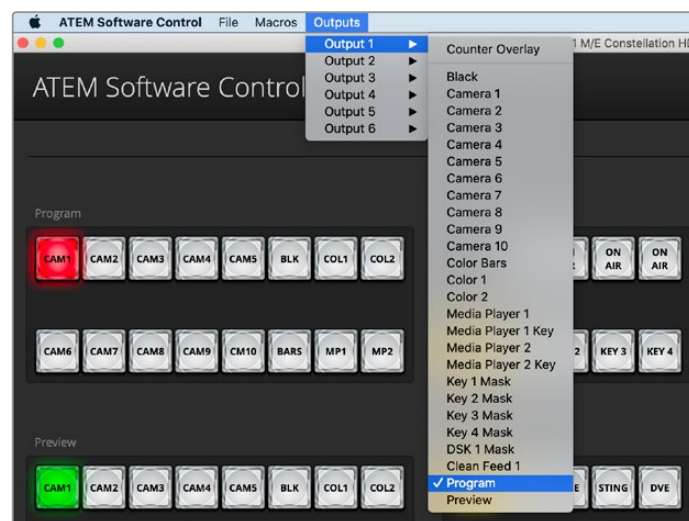 ATEM Software Control File Macros Outputs
1 M/E Constellation HD
ATEM Software Control
Output 1
Output 2
Output 3
Output 4
Output 5
Output 6
Counter Overlay
Black
Camera 1
Camera 2
Camera 3
Camera 4
Camera 5
Camera 6
Camera 7
Camera 8
Camera 9
Camera 10
Color Bars
Color 1
Color 2
Media Player 1
Media Player 1 Key
Media Player 2
Media Player 2 Key
Key 1 Mask
Key 2 Mask
Key 3 Mask
Key 4 Mask
DSK 1 Mask
Clean Feed 1
✓ Program
Preview
Program
CAM1 CAM2 CAM3 CAM4 CAM5 BLK COL1 COL2
ON AIR ON AIR
CAM6 CAM7 CAM8 CAM9 CM10 BARS MP1 MP2
2 KEY 3 KEY 4
Preview
CAM1 CAM2 CAM3 CAM4 CAM5 BLK COL1 COL2
E STING DVE